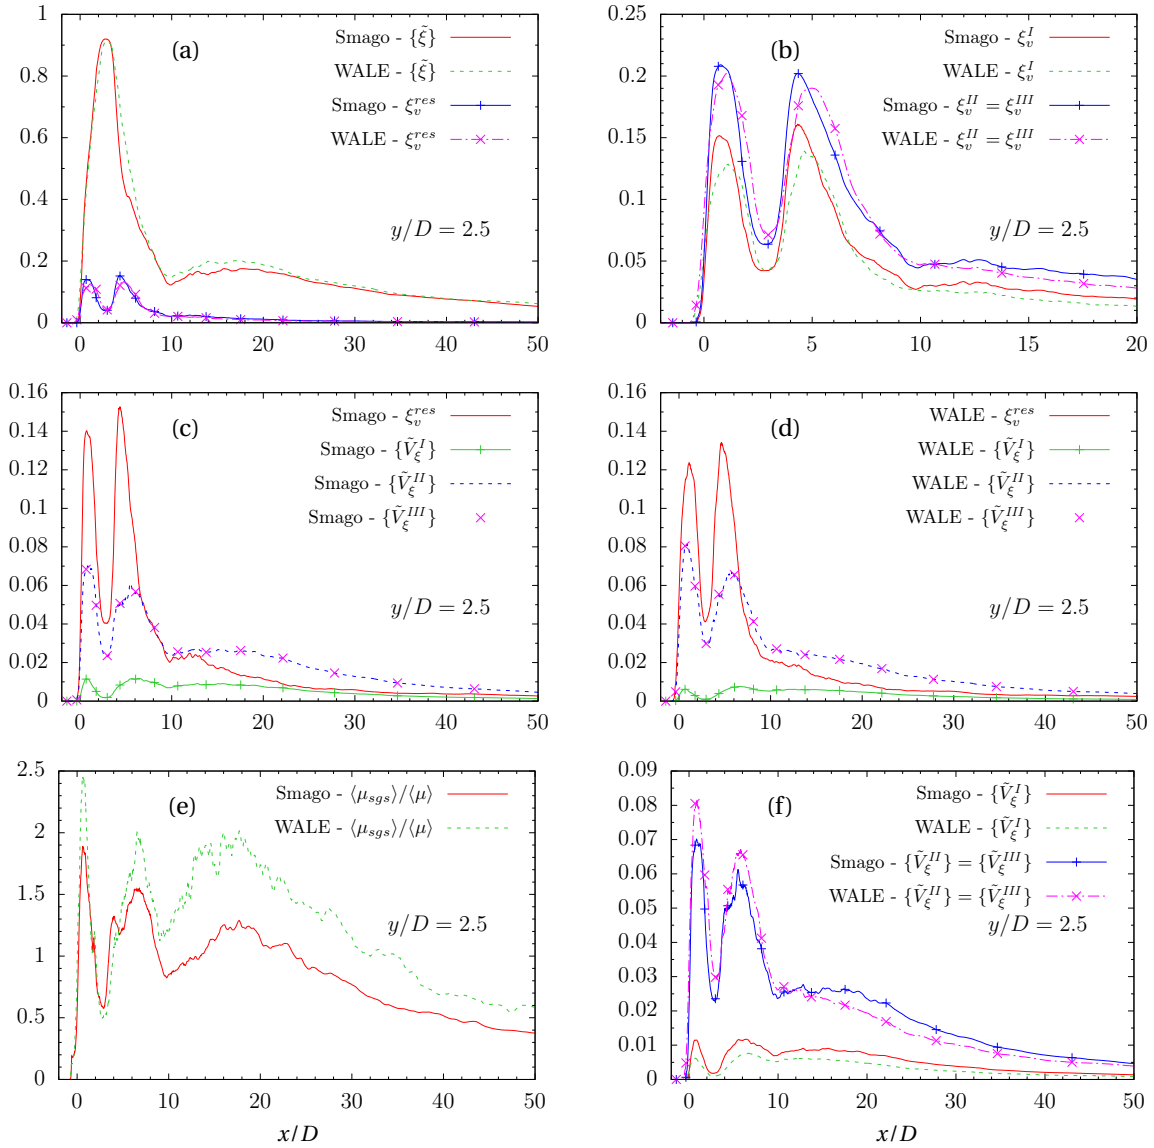 (a)
Smago - {ξ̃}
WALE - {ξ̃}
Smago - ξ_v^{res}
WALE - ξ_v^{res}
y/D = 2.5
1
0.8
0.6
0.4
0.2
0
0 10 20 30 40 50
(b)
Smago - ξ_v^I
WALE - ξ_v^I
Smago - ξ_v^{II} = ξ_v^{III}
WALE - ξ_v^{II} = ξ_v^{III}
y/D = 2.5
0.25
0.2
0.15
0.1
0.05
0
0 5 10 15 20
(c)
Smago - ξ_v^{res}
Smago - {Ṽ_ξ^I}
Smago - {Ṽ_ξ^{II}}
Smago - {Ṽ_ξ^{III}}
y/D = 2.5
0.16
0.14
0.12
0.1
0.08
0.06
0.04
0.02
0
0 10 20 30 40 50
(d)
WALE - ξ_v^{res}
WALE - {Ṽ_ξ^I}
WALE - {Ṽ_ξ^{II}}
WALE - {Ṽ_ξ^{III}}
y/D = 2.5
0.16
0.14
0.12
0.1
0.08
0.06
0.04
0.02
0
0 10 20 30 40 50
(e)
Smago - ⟨μ_{sgs}⟩/⟨μ⟩
WALE - ⟨μ_{sgs}⟩/⟨μ⟩
y/D = 2.5
2.5
2
1.5
1
0.5
0
0 10 20 30 40 50
x/D
(f)
Smago - {Ṽ_ξ^I}
WALE - {Ṽ_ξ^I}
Smago - {Ṽ_ξ^{II}} = {Ṽ_ξ^{III}}
WALE - {Ṽ_ξ^{II}} = {Ṽ_ξ^{III}}
y/D = 2.5
0.09
0.08
0.07
0.06
0.05
0.04
0.03
0.02
0.01
0
0 10 20 30 40 50
x/D